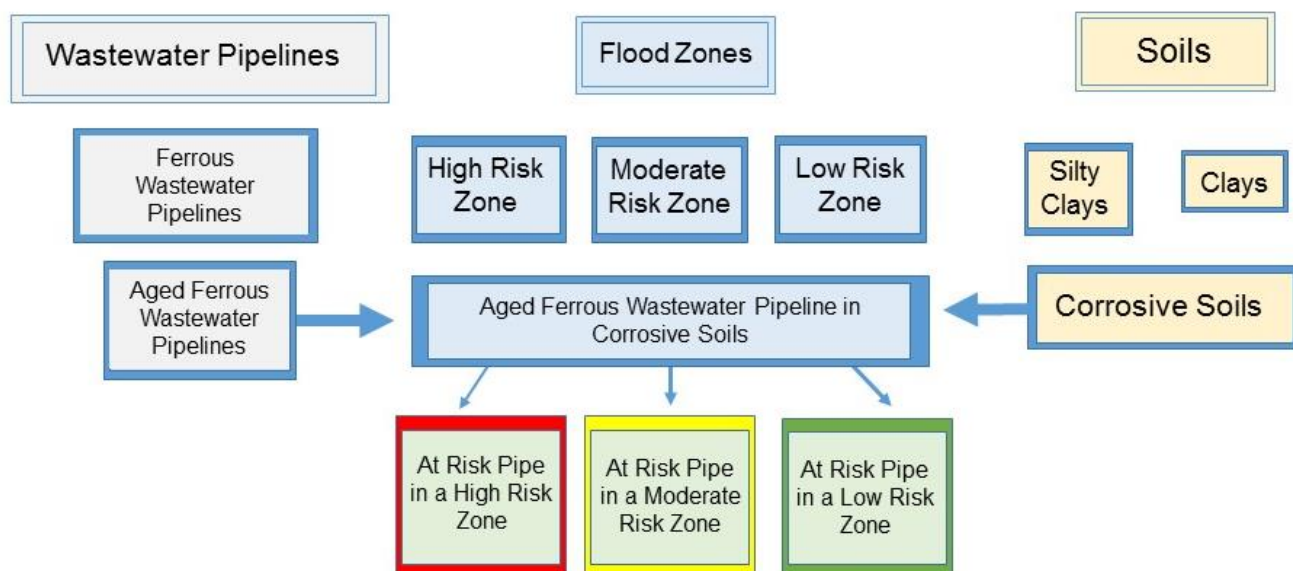 Wastewater Pipelines
Flood Zones
Soils
Ferrous
Wastewater
Pipelines
High Risk
Zone
Moderate
Risk Zone
Low Risk
Zone
Silty
Clays
Clays
Aged Ferrous
Wastewater
Pipelines
Aged Ferrous Wastewater Pipeline in
Corrosive Soils
Corrosive Soils
At Risk Pipe
in a High Risk
Zone
At Risk Pipe
in a Moderate
Risk Zone
At Risk Pipe
in a Low Risk
Zone